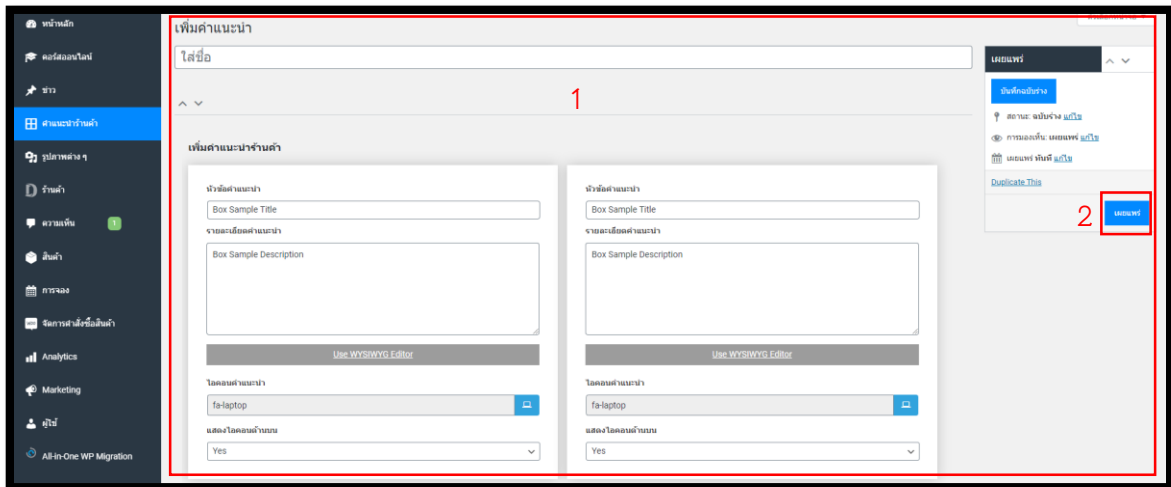 หน้าหลัก
คอร์สออนไลน์
ข่าว
คำแนะนำร้านค้า
รูปภาพต่าง ๆ
ร้านค้า
ความเห็น 1
สินค้า
การจอง
จัดการคำสั่งซื้อสินค้า
Analytics
Marketing
ผู้ใช้
All-in-One WP Migration
เพิ่มคำแนะนำ
ใส่ชื่อ
1
เพิ่มคำแนะนำร้านค้า
หัวข้อคำแนะนำ
Box Sample Title
รายละเอียดคำแนะนำ
Box Sample Description
Use WYSIWYG Editor
ไอคอนคำแนะนำ
fa-laptop
แสดงไอคอนด้านบน
Yes
หัวข้อคำแนะนำ
Box Sample Title
รายละเอียดคำแนะนำ
Box Sample Description
Use WYSIWYG Editor
ไอคอนคำแนะนำ
fa-laptop
แสดงไอคอนด้านบน
Yes
เผยแพร่
บันทึกฉบับร่าง
สถานะ: ฉบับร่าง แก้ไข
การมองเห็น: เผยแพร่ แก้ไข
เผยแพร่ ทันที แก้ไข
Duplicate This
2
เผยแพร่